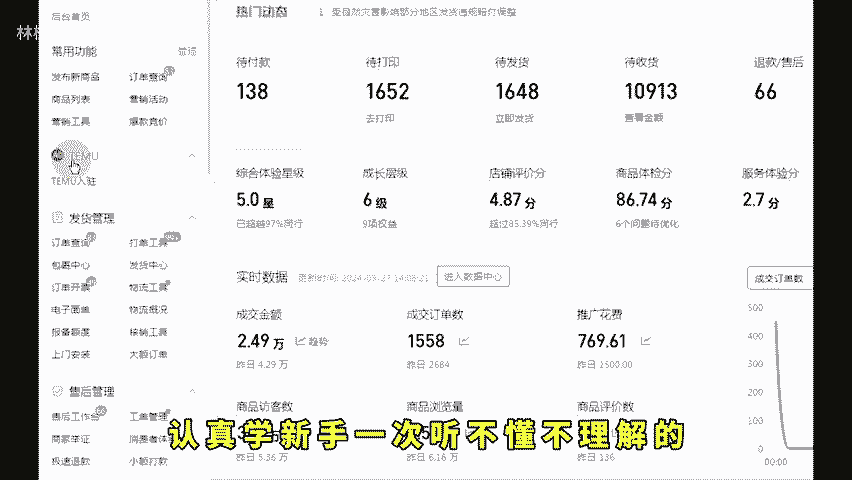 后台首页
热门动态
林
常用功能
待付款
待打印
待发货
待收货
退款/售后
发布新商品
订单查询
138
1652
1648
10913
66
商品列表
营销活动
去打印
立即发货
查看金额
营销工具
爆款竞价
TEMU
综合体验星级
成长层级
店铺评价分
商品体检分
服务体验分
TEMU入驻
5.0 星
6 级
4.87 分
86.74 分
2.7 分
发货管理
已超越97%同行
9项权益
超过85.39%同行
6个问题待优化
订单查询
打单工具
包裹中心
发货中心
实时数据
进入数据中心
成交订单数
订单开票
物流工具
电子面单
物流概况
成交金额
成交订单数
推广花费
500
报备额度
核销工具
2.49 万
趋势
1558
769.61
400
上门安装
大额订单
昨日 4.29 万
昨日 2684
昨日 1500.00
300
售后管理
200
商品访客数
商品浏览量
商品评价数
售后工作台
工单管理
100
认真学新手一次听不懂不理解的
商家举证
0
极速退款
小额打款
昨日 5.36 万
昨日 136
00:00